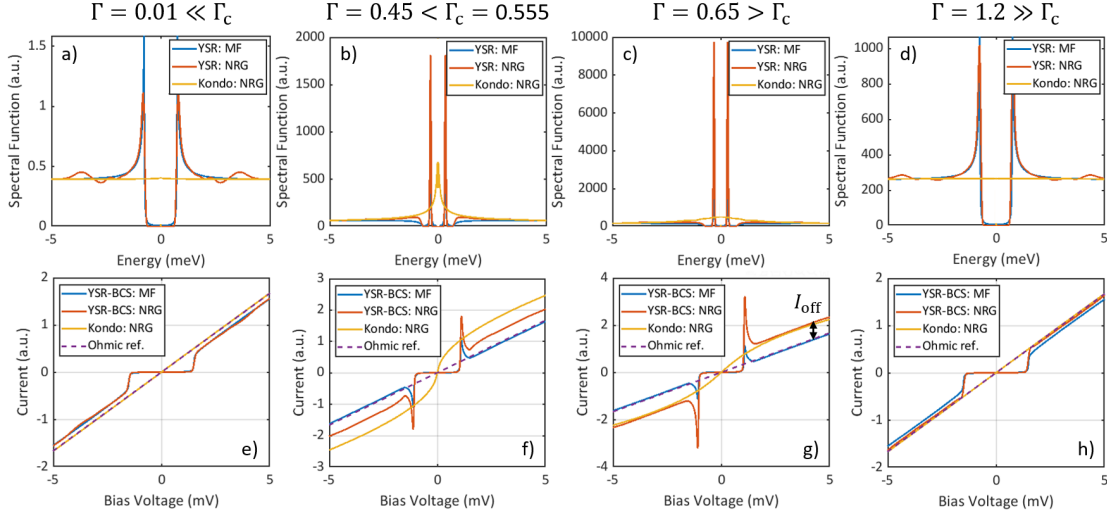 Γ = 0.01 ≪ Γc
Γ = 0.45 < Γc = 0.555
Γ = 0.65 > Γc
Γ = 1.2 ≫ Γc
a)
YSR: MF
YSR: NRG
Kondo: NRG
Spectral Function (a.u.)
1.5
1
0.5
0
-5
0
5
Energy (meV)
b)
YSR: MF
YSR: NRG
Kondo: NRG
Spectral Function (a.u.)
2000
1500
1000
500
0
-5
0
5
Energy (meV)
c)
YSR: MF
YSR: NRG
Kondo: NRG
Spectral Function (a.u.)
10000
8000
6000
4000
2000
0
-5
0
5
Energy (meV)
d)
YSR: MF
YSR: NRG
Kondo: NRG
Spectral Function (a.u.)
1000
800
600
400
200
0
-5
0
5
Energy (meV)
YSR-BCS: MF
YSR-BCS: NRG
Kondo: NRG
Ohmic ref.
Current (a.u.)
2
1
0
-1
-2
-5
0
5
Bias Voltage (mV)
e)
YSR-BCS: MF
YSR-BCS: NRG
Kondo: NRG
Ohmic ref.
Current (a.u.)
3
2
1
0
-1
-2
-3
-5
0
5
Bias Voltage (mV)
f)
YSR-BCS: MF
YSR-BCS: NRG
Kondo: NRG
Ohmic ref.
Ioff
Current (a.u.)
4
2
0
-2
-4
-5
0
5
Bias Voltage (mV)
g)
YSR-BCS: MF
YSR-BCS: NRG
Kondo: NRG
Ohmic ref.
Current (a.u.)
2
1
0
-1
-2
-5
0
5
Bias Voltage (mV)
h)